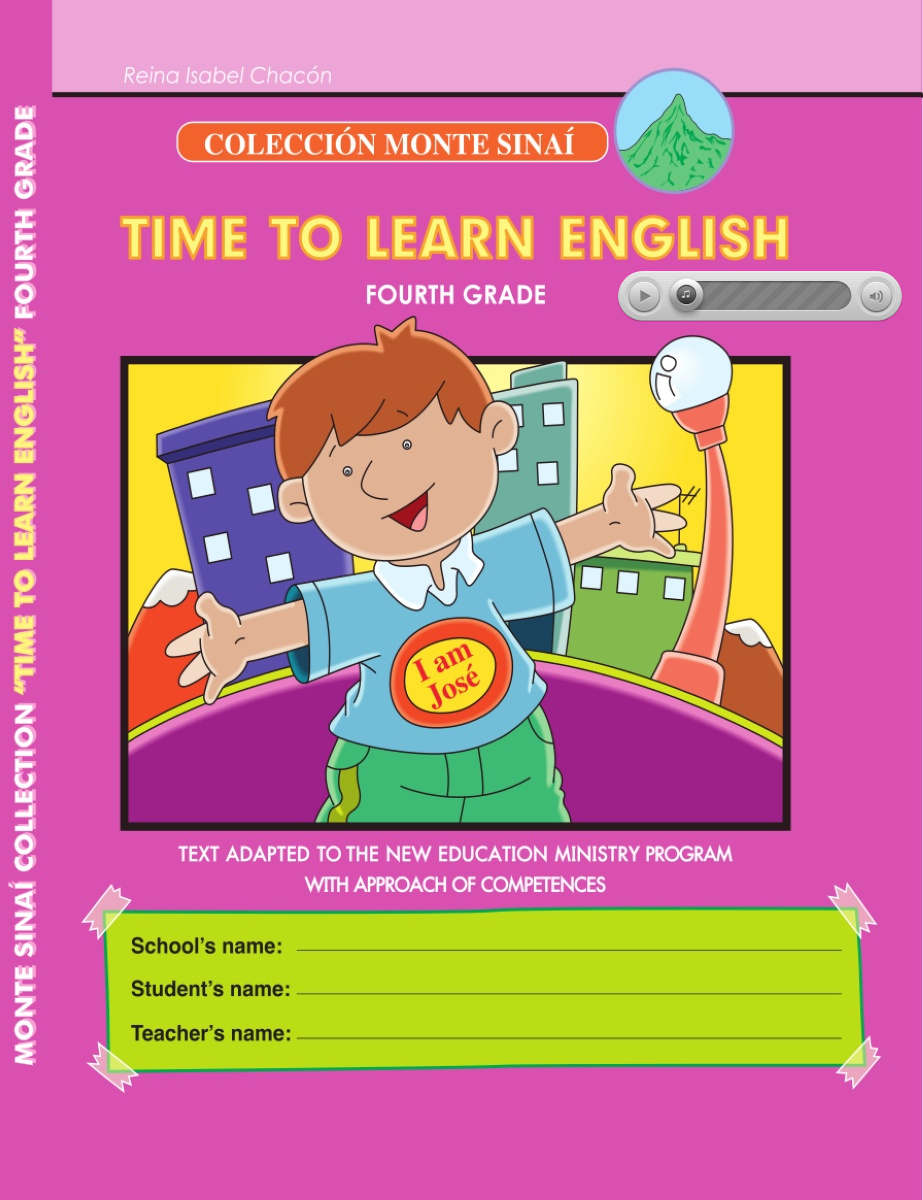 Reina Isabel Chacón
COLECCIÓN MONTE SINAÍ
TIME TO LEARN ENGLISH
FOURTH GRADE
I am
José
TEXT ADAPTED TO THE NEW EDUCATION MINISTRY PROGRAM
WITH APPROACH OF COMPETENCES
School's name:
Student's name:
Teacher's name:
MONTE SINAÍ COLLECTION "TIME TO LEARN ENGLISH" FOURTH GRADE